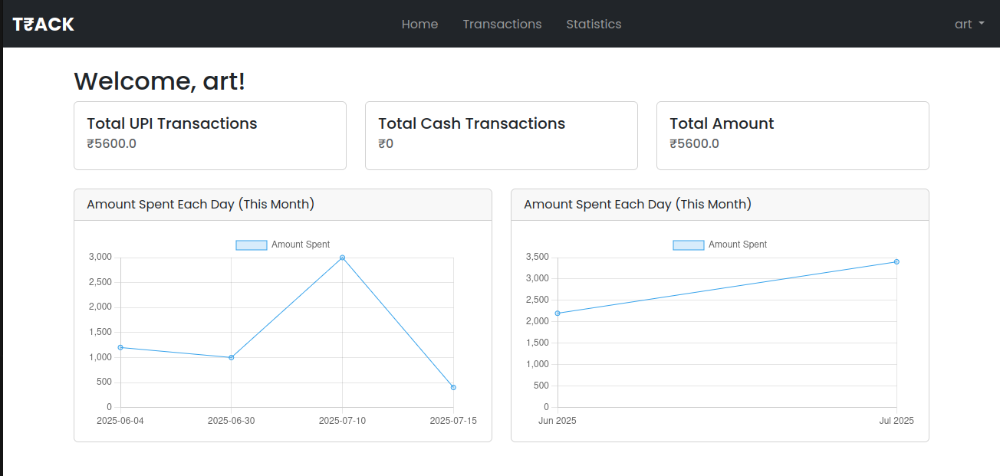 T₹ACK
Home Transactions Statistics
art
Welcome, art!
Total UPI Transactions
₹5600.0
Total Cash Transactions
₹0
Total Amount
₹5600.0
Amount Spent Each Day (This Month)
Amount Spent
3,000
2,500
2,000
1,500
1,000
500
0
2025-06-04 2025-06-30 2025-07-10 2025-07-15
Amount Spent Each Day (This Month)
Amount Spent
3,500
3,000
2,500
2,000
1,500
1,000
500
0
Jun 2025 Jul 2025